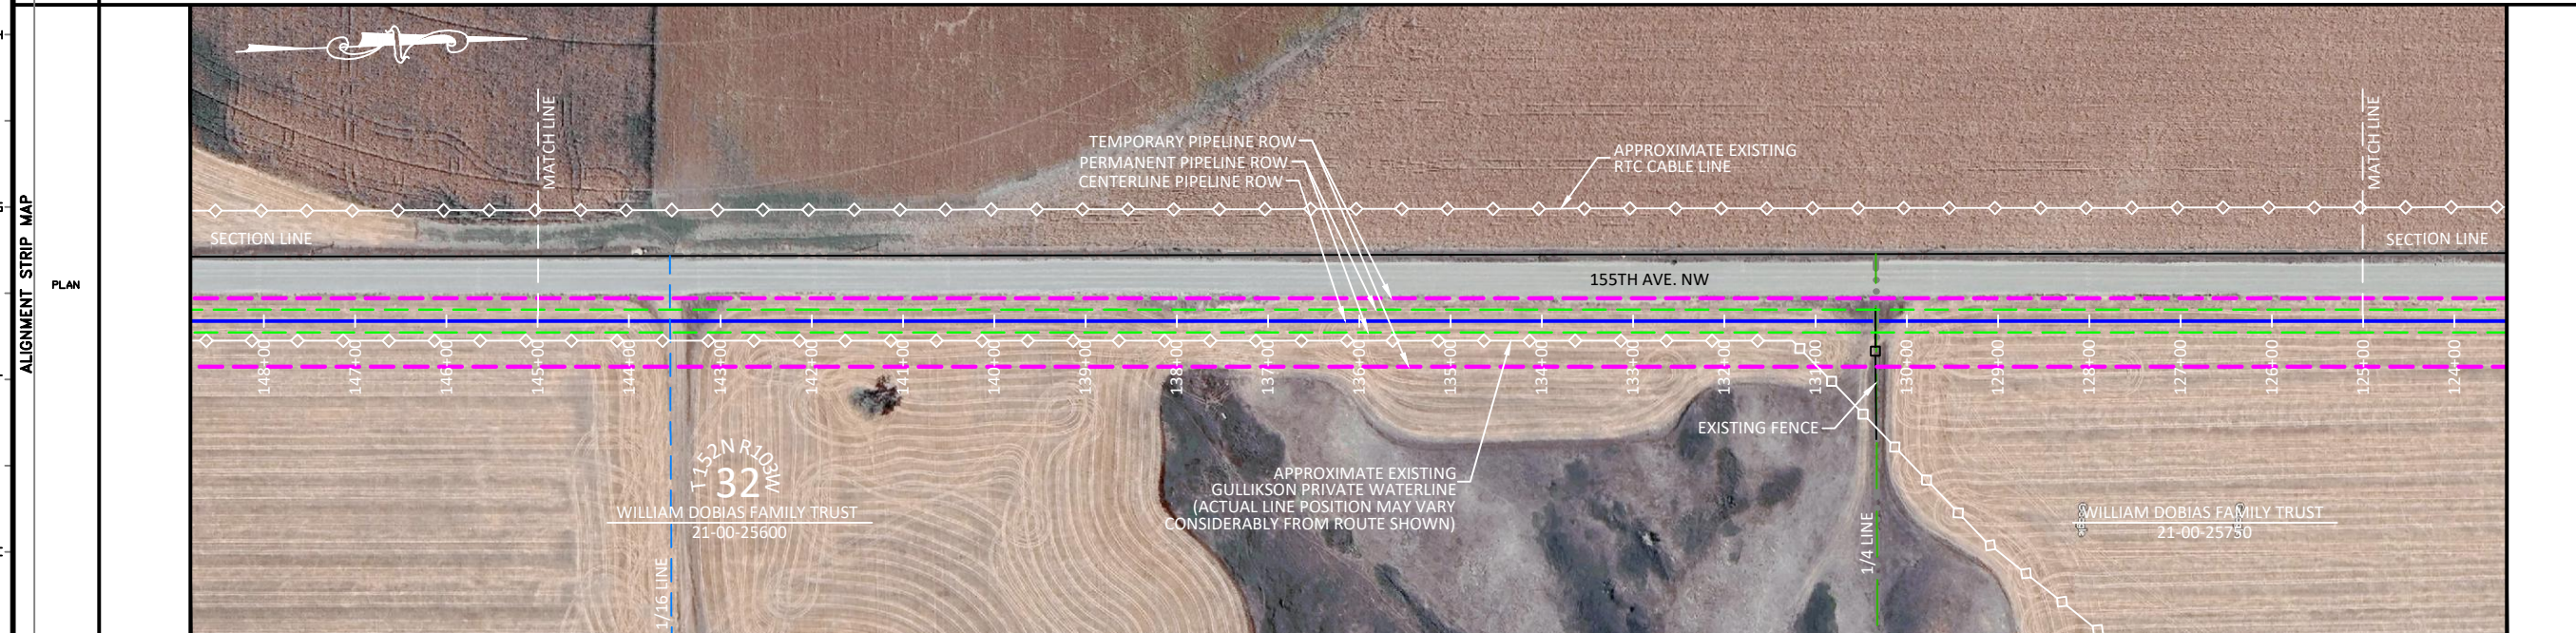 ALIGNMENT STRIP MAP
PLAN
MATCH LINE
MATCH LINE
TEMPORARY PIPELINE ROW
PERMANENT PIPELINE ROW
CENTERLINE PIPELINE ROW
APPROXIMATE EXISTING
RTC CABLE LINE
SECTION LINE
SECTION LINE
155TH AVE. NW
148+00
147+00
146+00
145+00
144+00
143+00
142+00
141+00
140+00
139+00
138+00
137+00
136+00
135+00
134+00
133+00
132+00
131+00
130+00
129+00
128+00
127+00
126+00
125+00
124+00
EXISTING FENCE
T152N R103W
32
WILLIAM DOBIAS FAMILY TRUST
21-00-25600
APPROXIMATE EXISTING
GULLIKSON PRIVATE WATERLINE
(ACTUAL LINE POSITION MAY VARY
CONSIDERABLY FROM ROUTE SHOWN)
WILLIAM DOBIAS FAMILY TRUST
21-00-25750
1/16 LINE
1/4 LINE